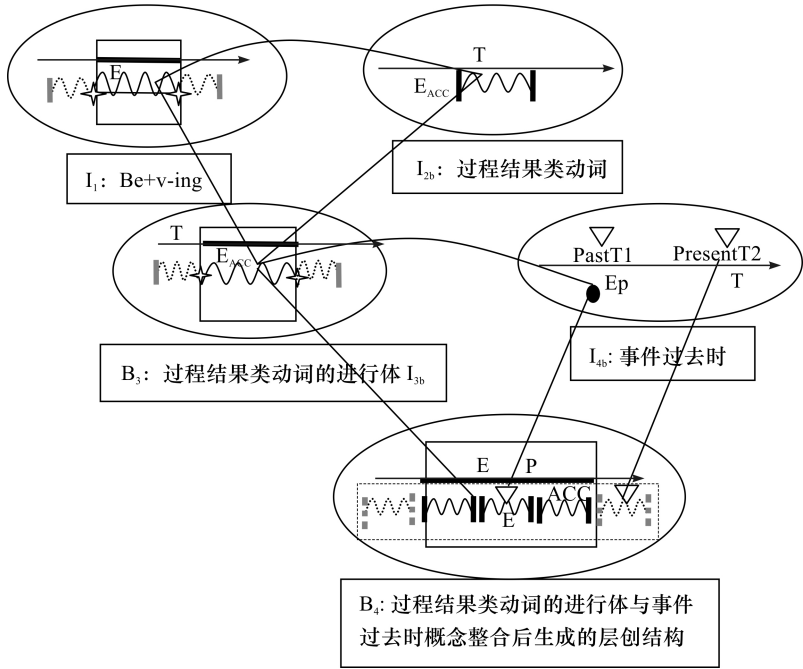 E
T
E_ACC
I₁：Be+v-ing
I₂b：过程结果类动词
T
E_ACC
PastT1
PresentT2
T
Ep
I₄b: 事件过去时
B₃：过程结果类动词的进行体 I₃b
E P
ACC
E
B₄: 过程结果类动词的进行体与事件
过去时概念整合后生成的层创结构